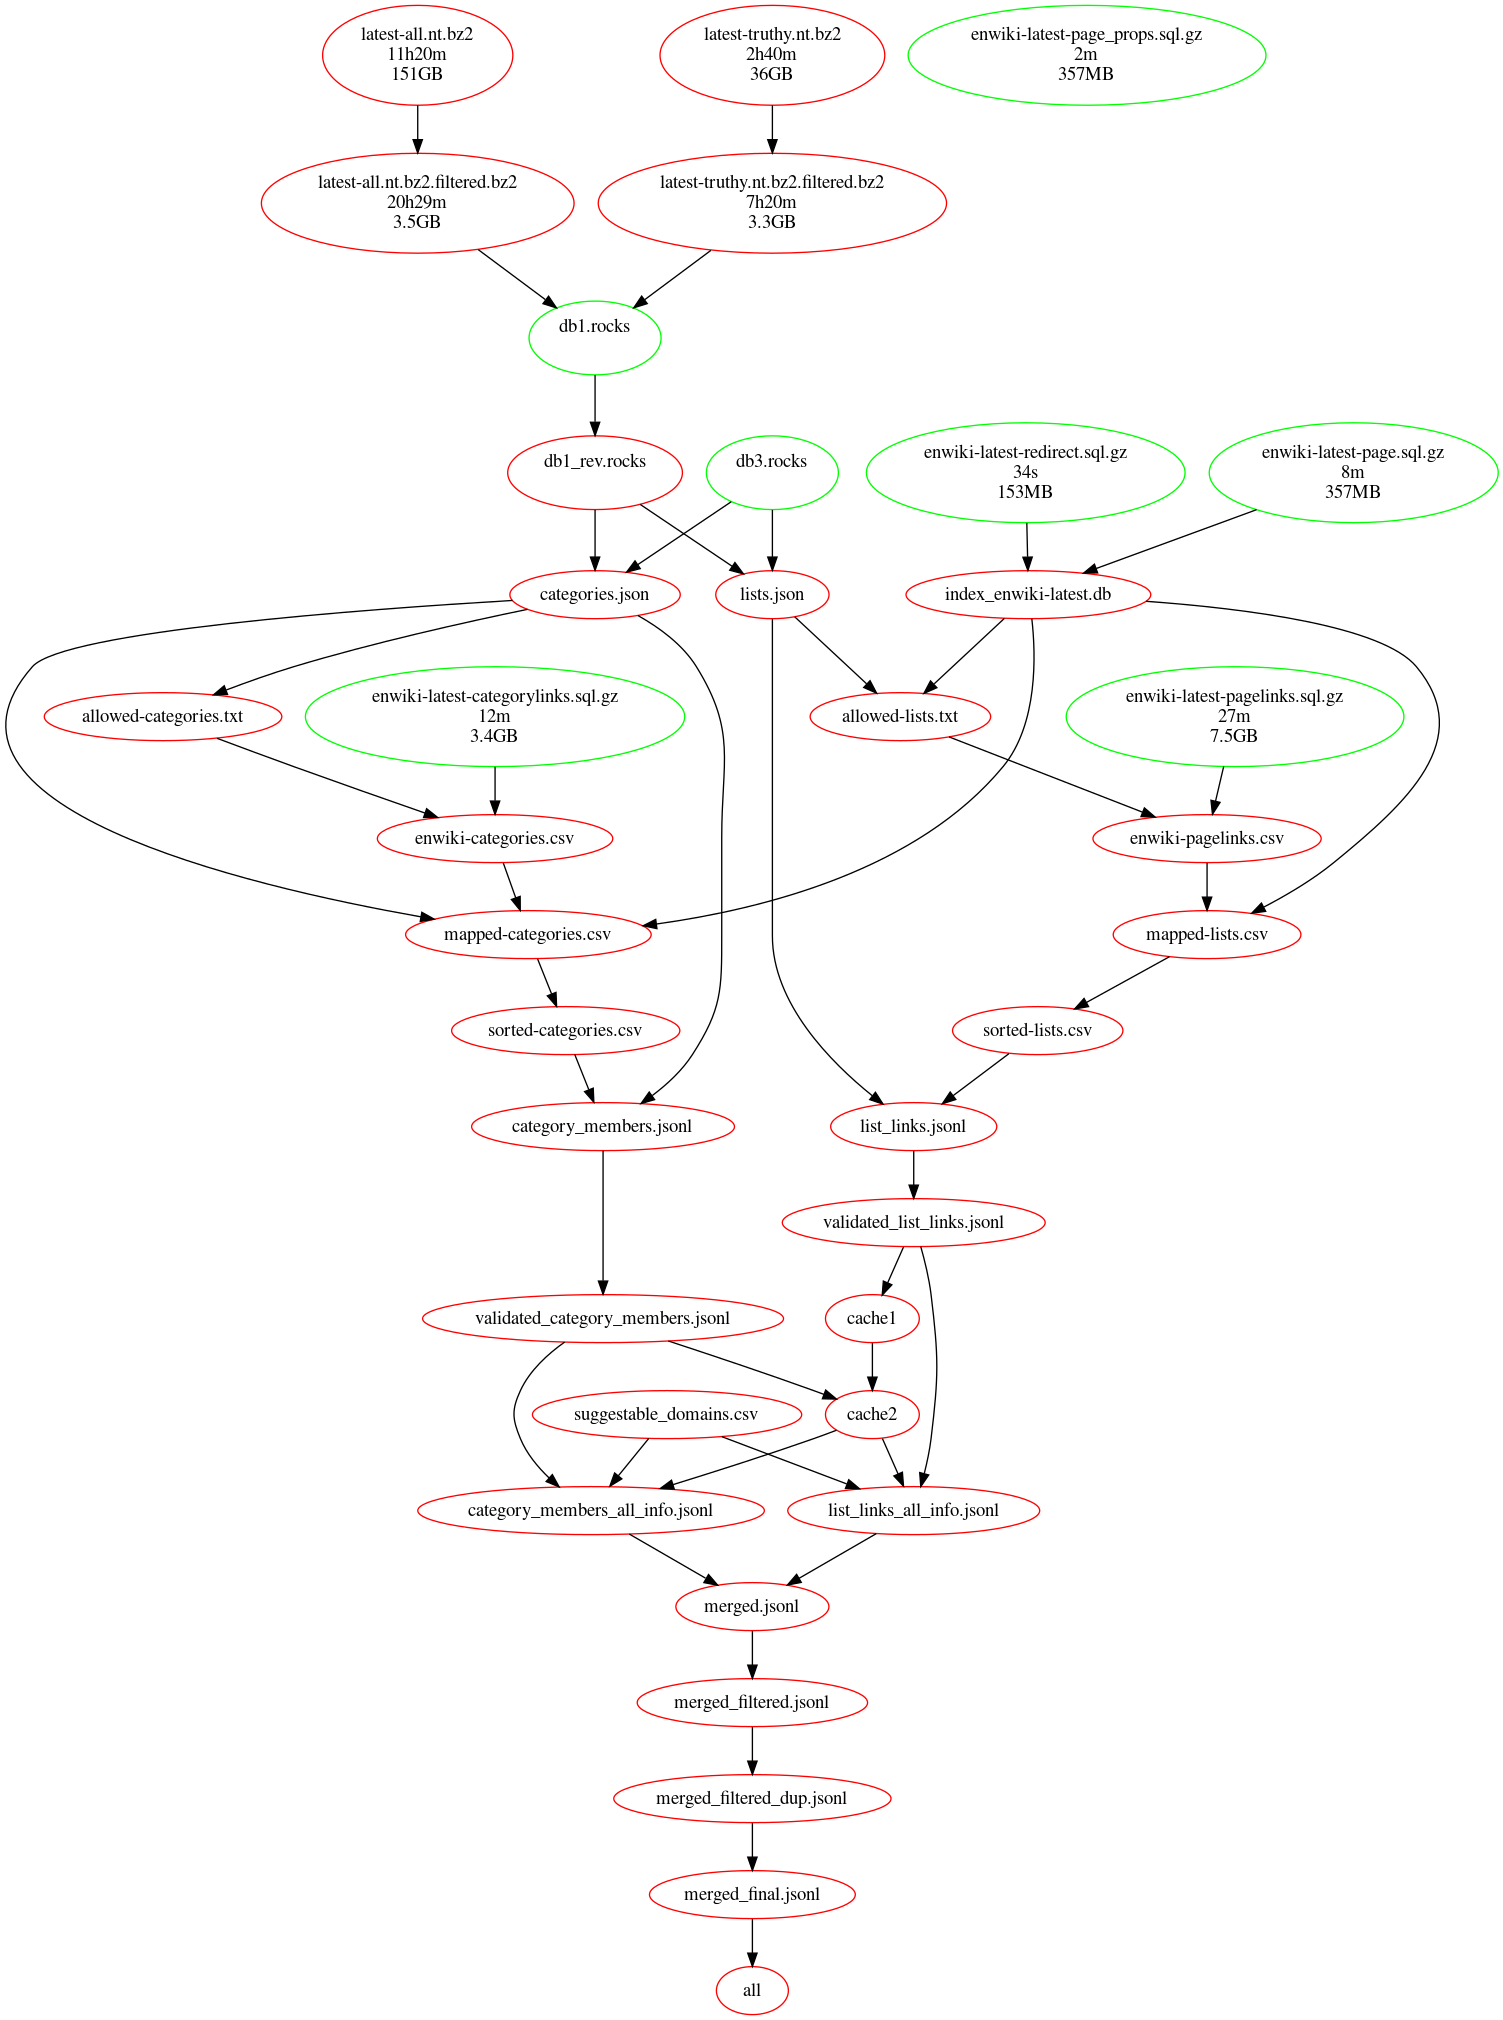 latest-all.nt.bz2
11h20m
151GB
latest-truthy.nt.bz2
2h40m
36GB
enwiki-latest-page_props.sql.gz
2m
357MB
latest-all.nt.bz2.filtered.bz2
20h29m
3.5GB
latest-truthy.nt.bz2.filtered.bz2
7h20m
3.3GB
db1.rocks
db1_rev.rocks
db3.rocks
enwiki-latest-redirect.sql.gz
34s
153MB
enwiki-latest-page.sql.gz
8m
357MB
categories.json
lists.json
index_enwiki-latest.db
allowed-categories.txt
enwiki-latest-categorylinks.sql.gz
12m
3.4GB
allowed-lists.txt
enwiki-latest-pagelinks.sql.gz
27m
7.5GB
enwiki-categories.csv
enwiki-pagelinks.csv
mapped-categories.csv
mapped-lists.csv
sorted-categories.csv
sorted-lists.csv
category_members.jsonl
list_links.jsonl
validated_list_links.jsonl
validated_category_members.jsonl
cache1
suggestable_domains.csv
cache2
category_members_all_info.jsonl
list_links_all_info.jsonl
merged.jsonl
merged_filtered.jsonl
merged_filtered_dup.jsonl
merged_final.jsonl
all